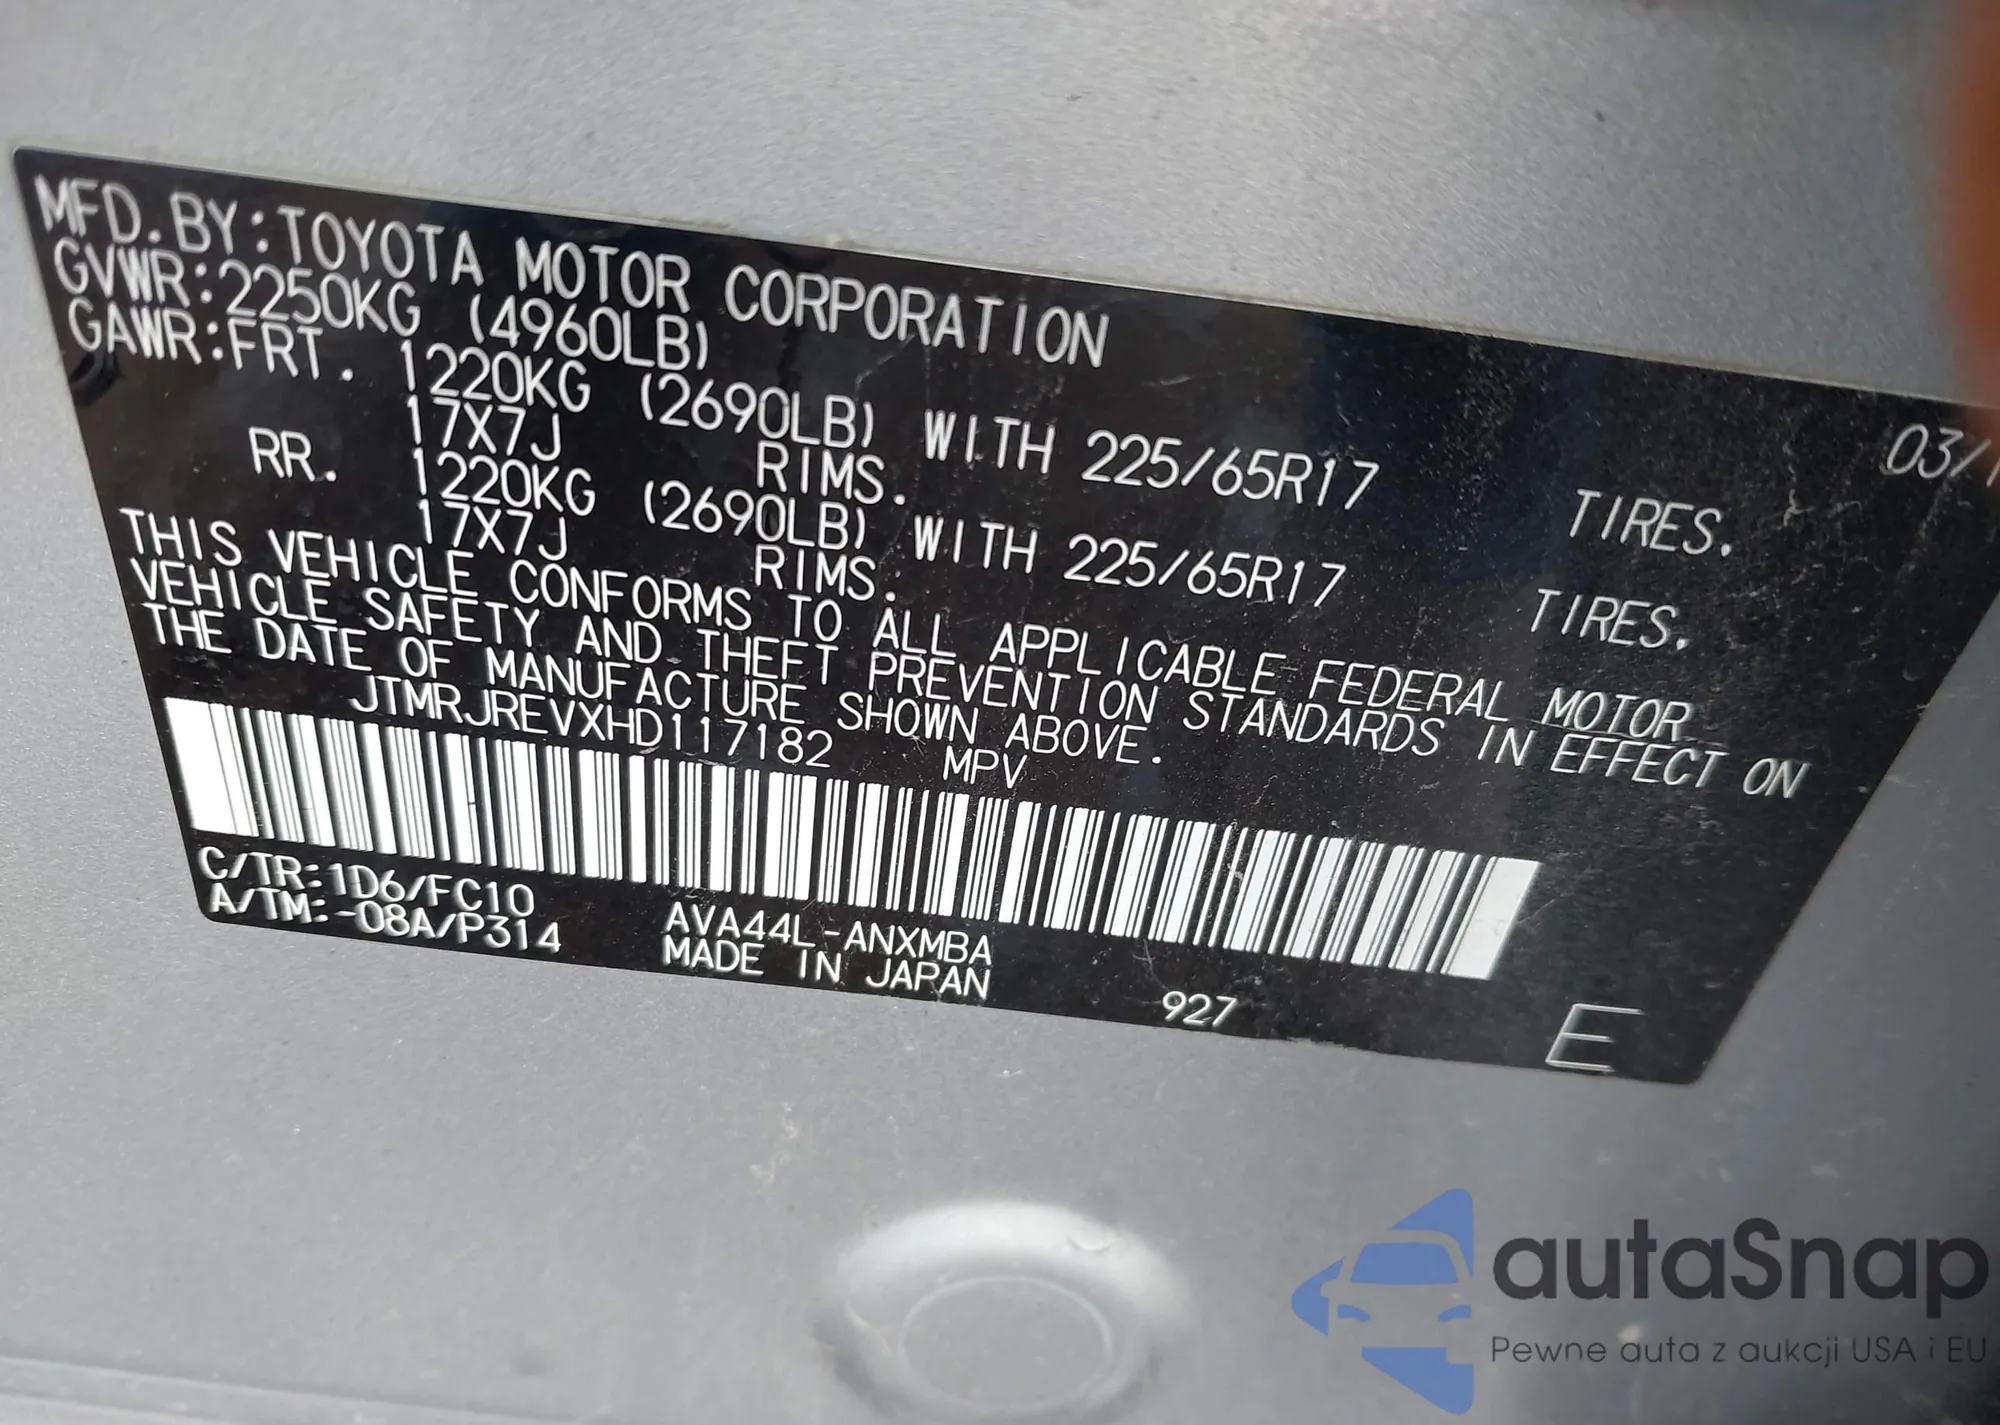 MFD.BY:TOYOTA MOTOR CORPORATION 03/1
GVWR:2250KG (4960LB)
GAWR:FRT. 1220KG (2690LB) WITH 225/65R17 TIRES.
17X7J RIMS.
RR. 1220KG (2690LB) WITH 225/65R17 TIRES.
17X7J RIMS.
THIS VEHICLE CONFORMS TO ALL APPLICABLE FEDERAL MOTOR
VEHICLE SAFETY AND THEFT PREVENTION STANDARDS IN EFFECT ON
THE DATE OF MANUFACTURE SHOWN ABOVE.
JTMRJREVXHD117182 MPV
C/TR:1D6/FC10 AVA44L-ANXMBA
A/TM:-08A/P314 MADE IN JAPAN
927
E
autaSnap
Pewne auta z aukcji USA i EU